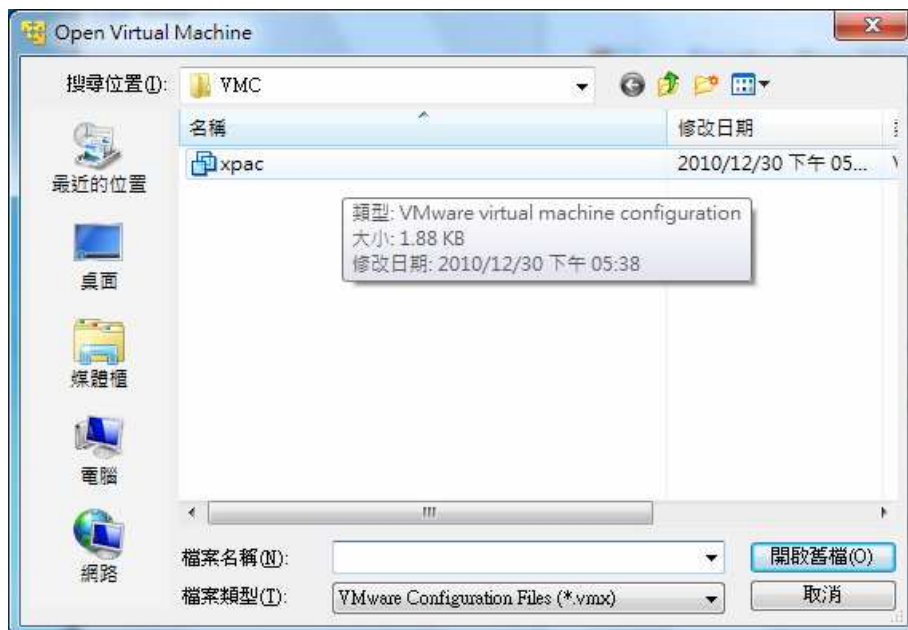 Open Virtual Machine
搜尋位置(I):
VMC
名稱
修改日期
xpac
2010/12/30 下午 05...
類型: VMware virtual machine configuration
大小: 1.88 KB
修改日期: 2010/12/30 下午 05:38
最近的位置
桌面
媒體櫃
電腦
網路
檔案名稱(N):
開啟舊檔(O)
檔案類型(T):
VMware Configuration Files (*.vmx)
取消